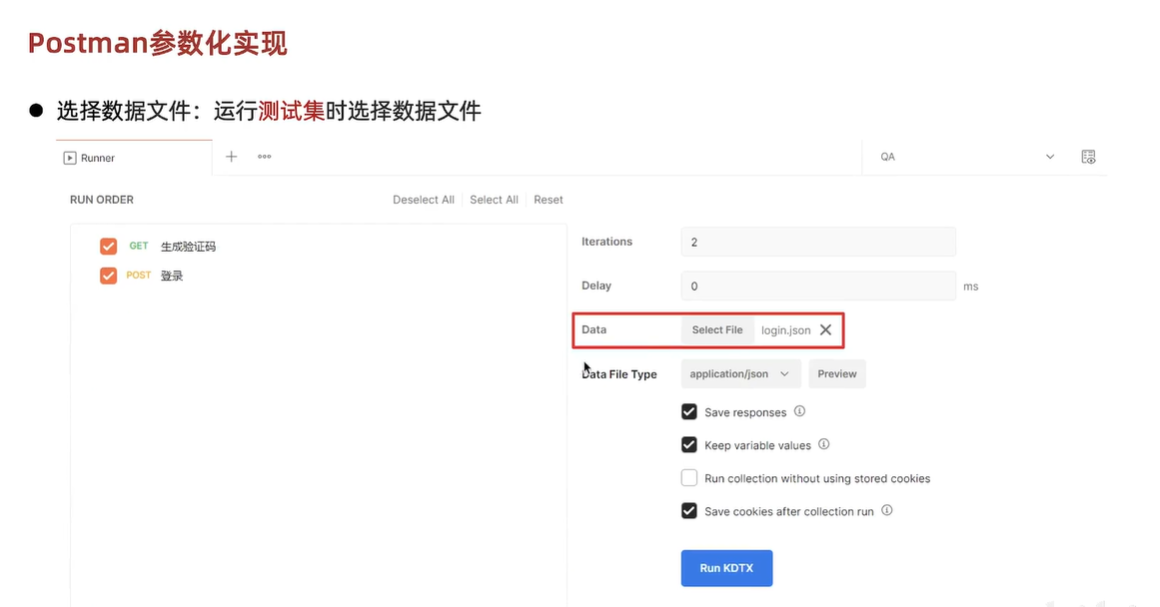 Postman参数化实现
● 选择数据文件：运行测试集时选择数据文件
Runner
QA
RUN ORDER Deselect All Select All Reset
GET 生成验证码
POST 登录
Iterations 2
Delay 0 ms
Data Select File login.json
Data File Type application/json Preview
Save responses
Keep variable values
Run collection without using stored cookies
Save cookies after collection run
Run KDTX